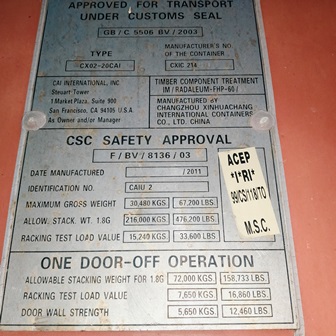 APPROVED FOR TRANSPORT
UNDER CUSTOMS SEAL
GB / C 5506 BV / 2003
TYPE
MANUFACTURER'S NO
OF THE CONTAINER
CX02-20CAI
CXIC 714
CAI INTERNATIONAL, INC
Steuart Tower
1 Market Plaza, Suite 900
San Francisco, CA 94105 U.S.A.
As Owner and/or Manager
TIMBER COMPONENT TREATMENT
IM / RADALEUM-FHP-60 /
MANUFACTURED BY
CHANGZHOU XINHUACHANG
INTERNATIONAL CONTAINERS
CO., LTD. CHINA
CSC SAFETY APPROVAL
F / BV / 8136 / 03
DATE MANUFACTURED
/ 2011
IDENTIFICATION NO.
CAIU 2
MAXIMUM GROSS WEIGHT
30,480 KGS.
67,200 LBS.
ALLOW. STACK. WT. 1.8G
216,000 KGS.
476,200 LBS.
RACKING TEST LOAD VALUE
15,240 KGS.
33,600 LBS.
ACEP
*I*RI*
99/CS/118/TO
M.S.C.
ONE DOOR-OFF OPERATION
ALLOWABLE STACKING WEIGHT FOR 1.8G
72,000 KGS.
158,733 LBS.
RACKING TEST LOAD VALUE
7,650 KGS.
16,860 LBS.
DOOR WALL STRENGTH
5,650 KGS.
12,460 LBS.